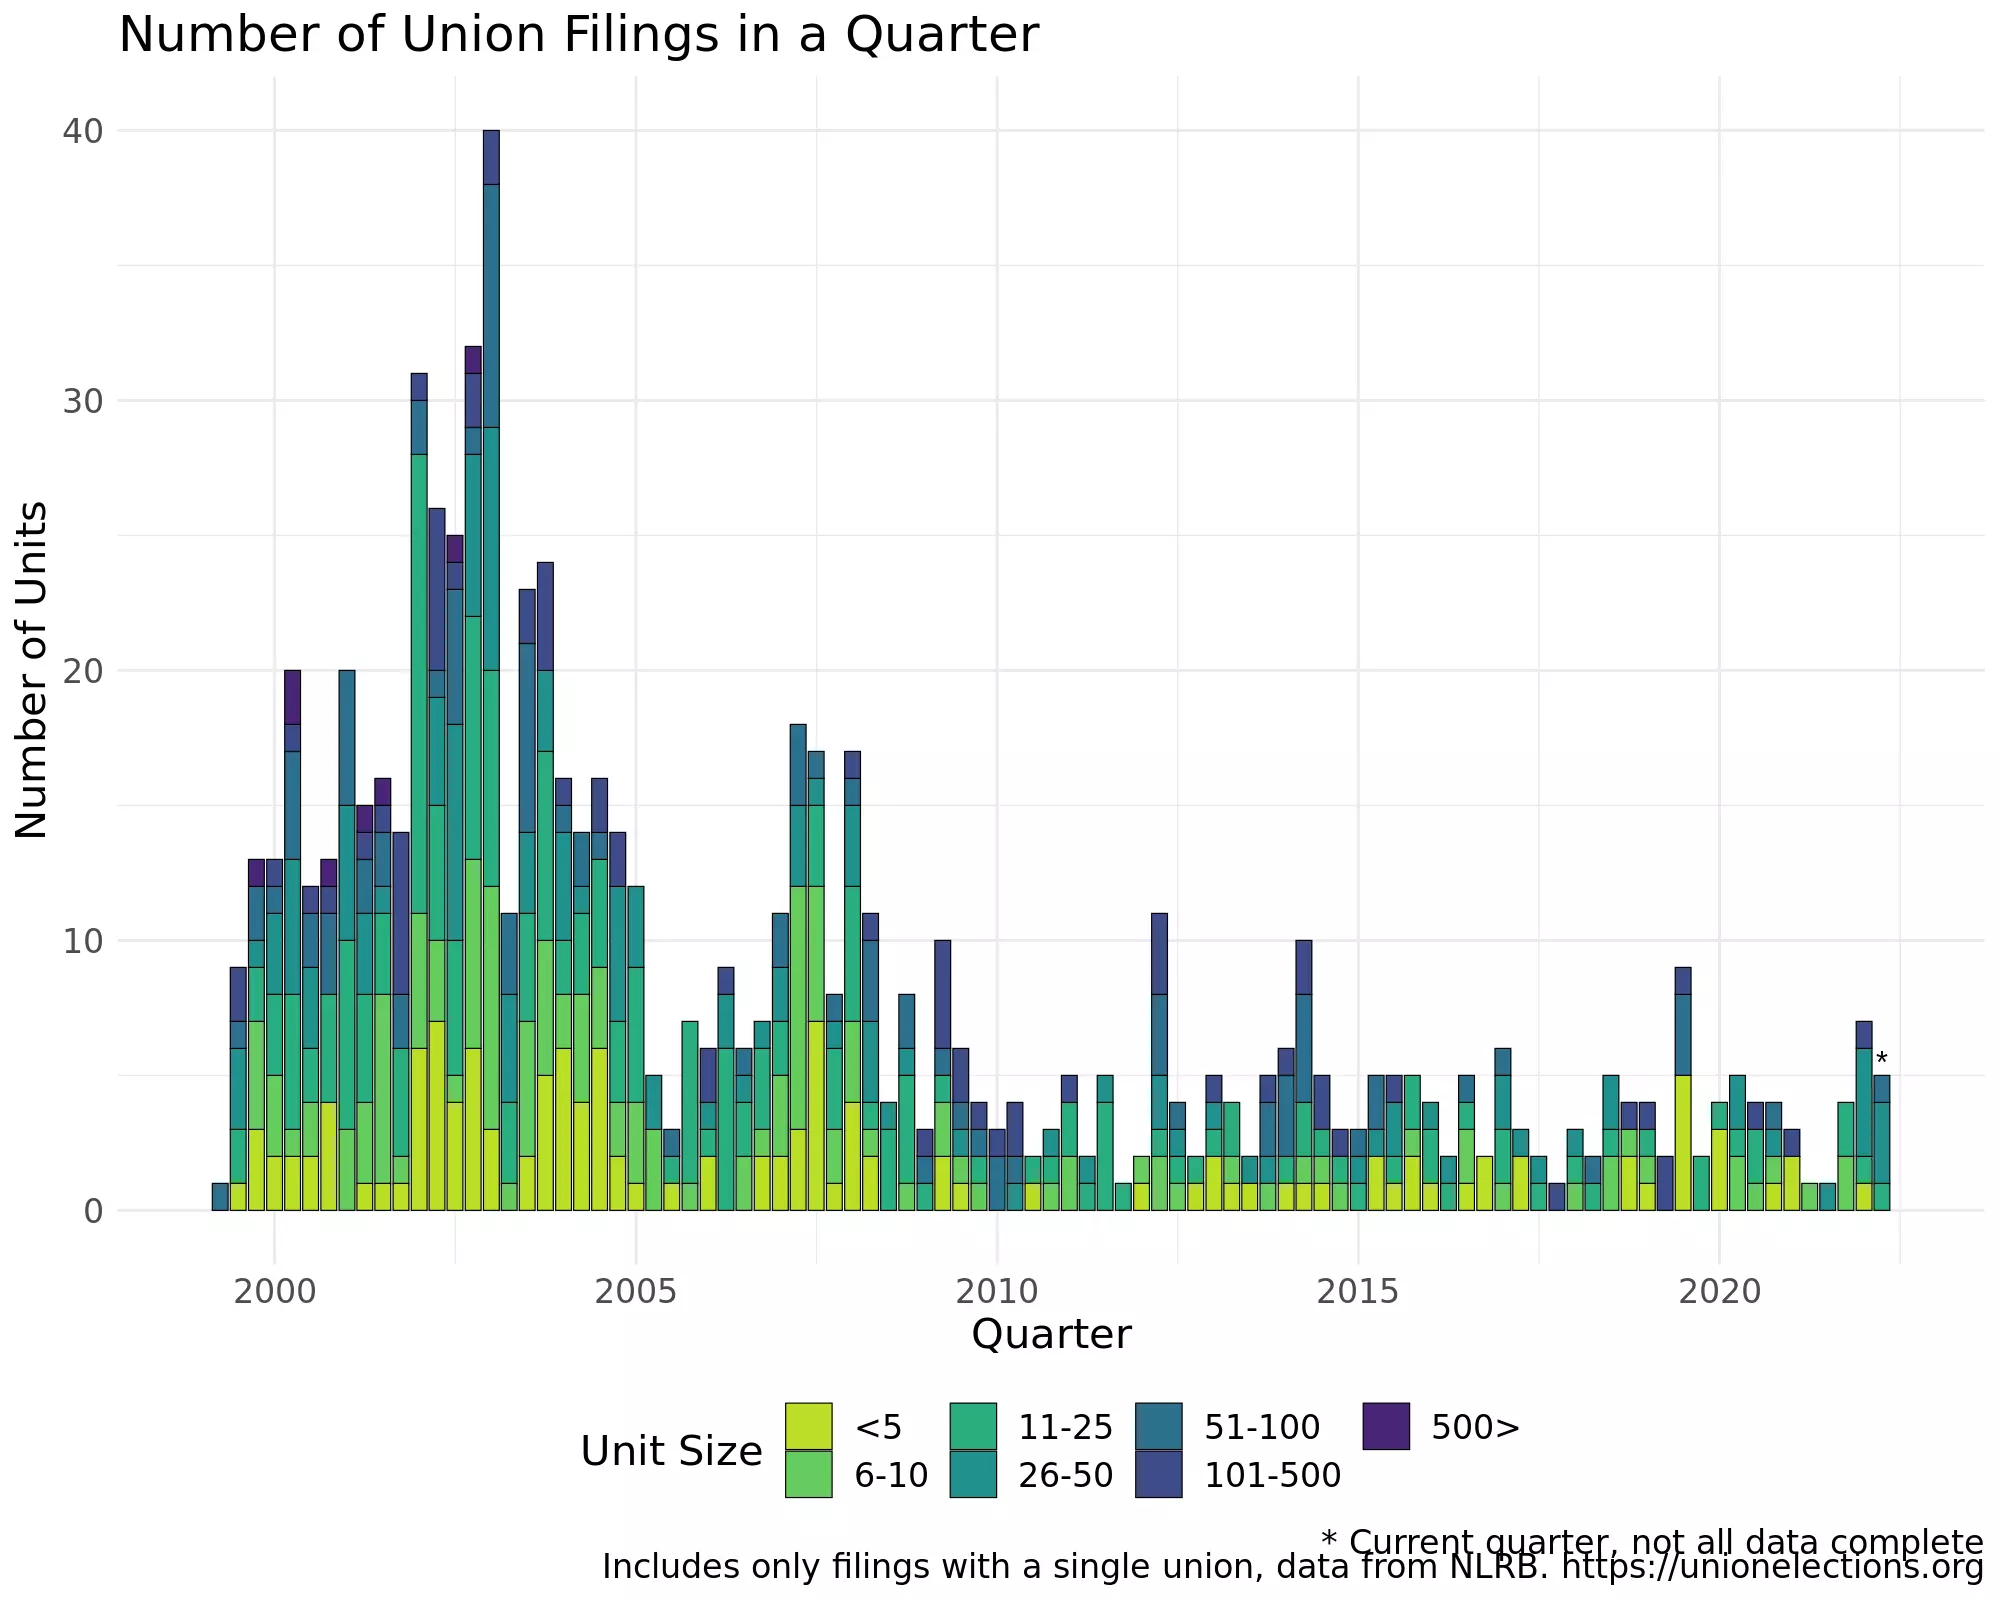 Number of Union Filings in a Quarter
Number of Units
40
30
20
10
0
*
2000 2005 2010 2015 2020
Quarter
Unit Size
<5 11-25 51-100 500>
6-10 26-50 101-500
* Current quarter, not all data complete
Includes only filings with a single union, data from NLRB. https://unionelections.org